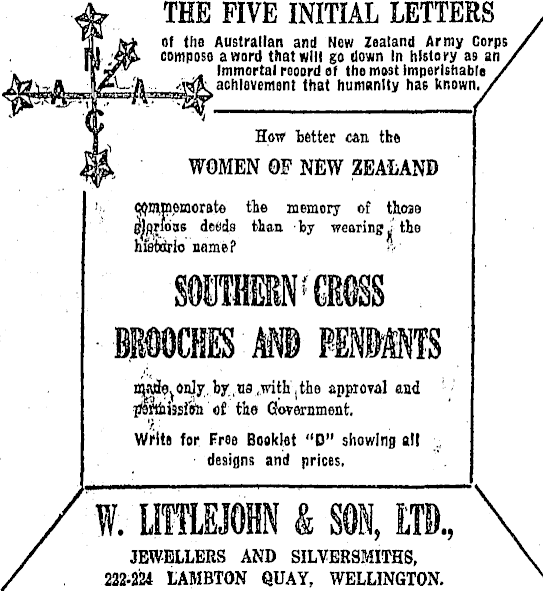 THE FIVE INITIAL LETTERS
of the Australian and New Zealand Army Corps
compose a word that will go down in history as an
immortal record of the most imperishable
achievement that humanity has known.
N
Z
A A
C
How better can the
WOMEN OF NEW ZEALAND
commemorate the memory of those
glorious deeds than by wearing the
historic name?
SOUTHERN CROSS
BROOCHES AND PENDANTS
made only by us with the approval and
permission of the Government.
Write for Free Booklet "D" showing all
designs and prices.
W. LITTLEJOHN & SON, LTD.,
JEWELLERS AND SILVERSMITHS,
222-224 LAMBTON QUAY, WELLINGTON.